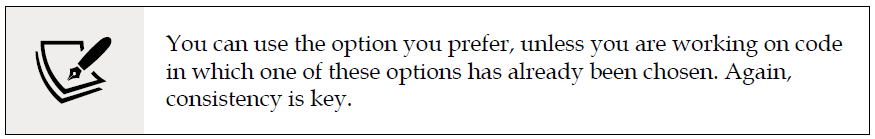 You can use the option you prefer, unless you are working on code
in which one of these options has already been chosen. Again,
consistency is key.